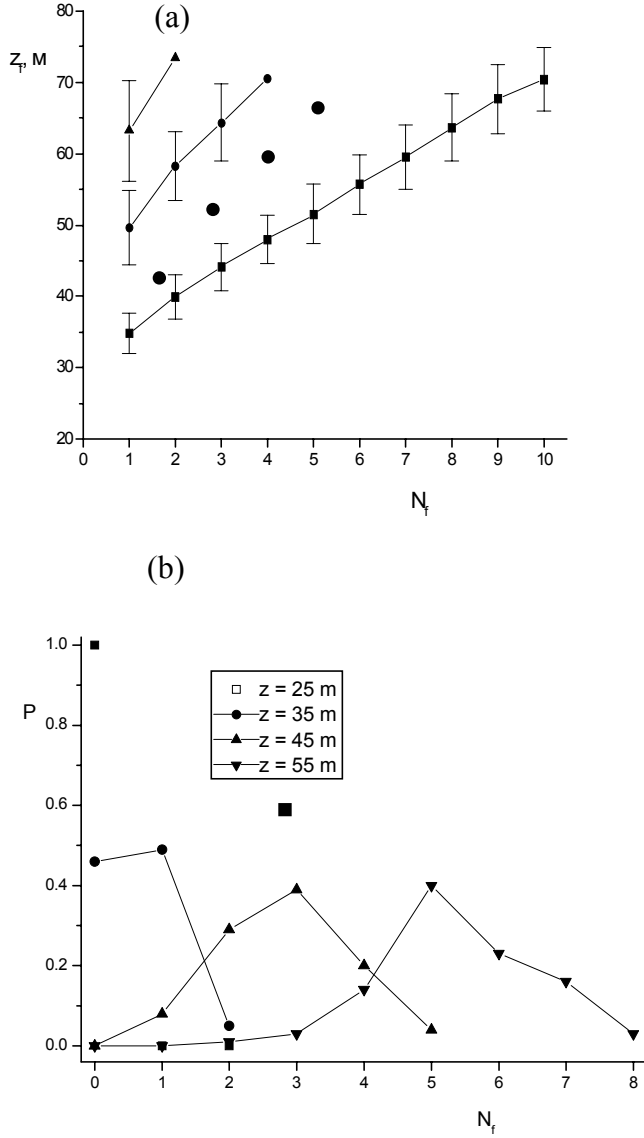 (a)
80
z_f, м
70
60
50
40
30
20
0 1 2 3 4 5 6 7 8 9 10
N_f
(b)
1.0
P
0.8
0.6
0.4
0.2
0.0
z = 25 m
z = 35 m
z = 45 m
z = 55 m
0 1 2 3 4 5 6 7 8
N_f